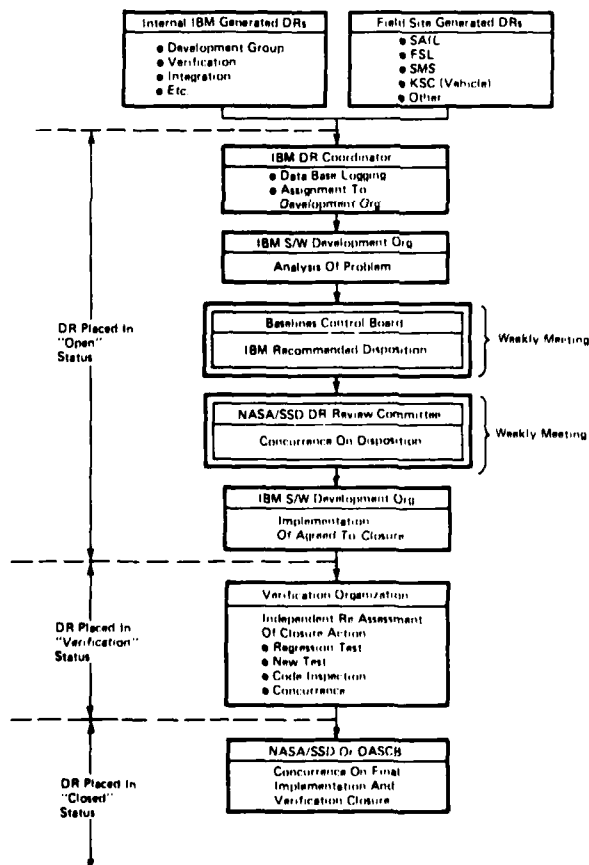 Internal IBM Generated DRs
• Development Group
• Verification
• Integration
• Etc.
Field Site Generated DRs
• SAIL
• FSL
• SMS
• KSC (Vehicle)
• Other
IBM DR Coordinator
• Data Base Logging
• Assignment To
Development Org
IBM S/W Development Org
Analysis Of Problem
Baselines Control Board
IBM Recommended Disposition
Weekly Meeting
DR Placed In
"Open"
Status
NASA/SSD DR Review Committee
Concurrence On Disposition
Weekly Meeting
IBM S/W Development Org
Implementation
Of Agreed To Closure
Verification Organization
Independent Re Assessment
Of Closure Action
• Regression Test
• New Test
• Code Inspection
• Concurrence
DR Placed In
"Verification"
Status
NASA/SSD Or OASCB
Concurrence On Final
Implementation And
Verification Closure
DR Placed In
"Closed"
Status